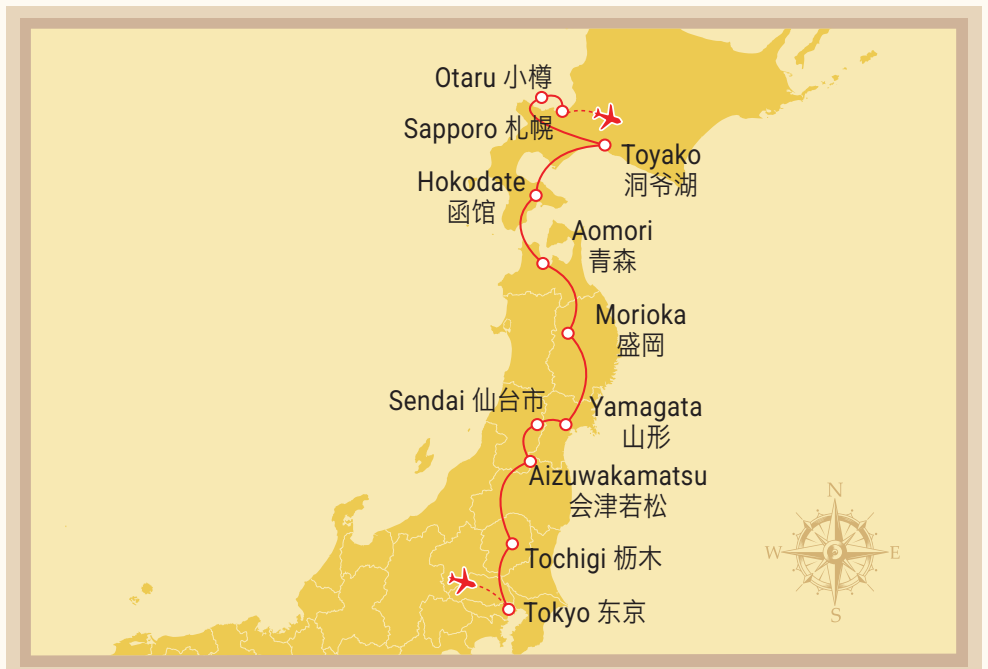 Otaru 小樽
Sapporo 札幌
Toyako
洞爷湖
Hokodate
函馆
Aomori
青森
Morioka
盛岡
Sendai 仙台市
Yamagata
山形
Aizuwakamatsu
会津若松
Tochigi 枥木
Tokyo 东京
N
W
E
S